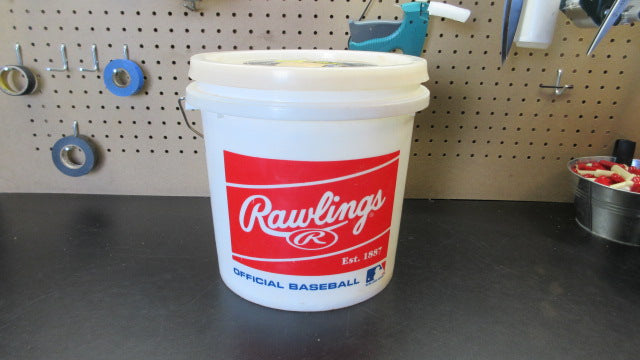 Rawlings
R
Est. 1887
OFFICIAL BASEBALL